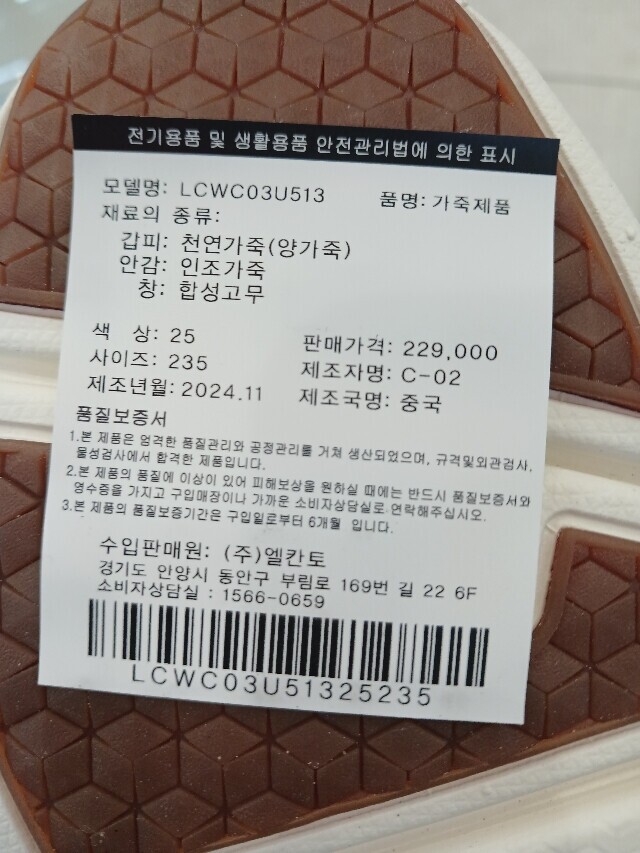 전기용품 및 생활용품 안전관리법에 의한 표시
모델명: LCWC03U513 품명: 가죽제품
재료의 종류:
갑피: 천연가죽(양가죽)
안감: 인조가죽
창: 합성고무
색 상: 25 판매가격: 229,000
사이즈: 235 제조자명: C-02
제조년월: 2024.11 제조국명: 중국
품질보증서
1.본 제품은 엄격한 품질관리와 공정관리를 거쳐 생산되었으며, 규격및외관검사,
물성검사에서 합격한 제품입니다.
2.본 제품의 품질에 이상이 있어 피해보상을 원하실 때에는 반드시 품질보증서와
영수증을 가지고 구입매장이나 가까운 소비자상담실로 연락해주십시오.
3.본 제품의 품질보증기간은 구입일로부터 6개월 입니다.
수입판매원: (주)엘칸토
경기도 안양시 동안구 부림로 169번 길 22 6F
소비자상담실 : 1566-0659
LCWC03U51325235